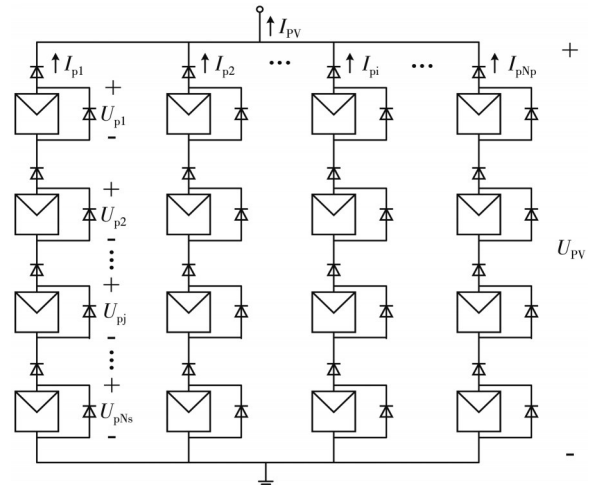 I_PV
I_p1 I_p2 ... I_pi ... I_pNp +
+
U_p1
-
+
U_p2
-
⋮
+
U_PV
U_pj
-
⋮
+
U_pNs
-
-